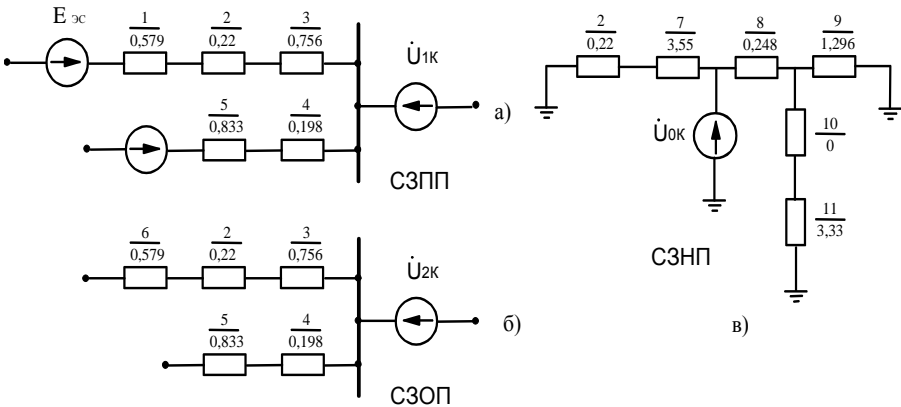 E эс
1 2 3
0,579 0,22 0,756
U̇1К
5 4
0,833 0,198
а)
СЗПП
6 2 3
0,579 0,22 0,756
U̇2К
5 4
0,833 0,198
б)
СЗОП
2 7 8 9
0,22 3,55 0,248 1,296
U̇0К
10
0
11
3,33
СЗНП
в)